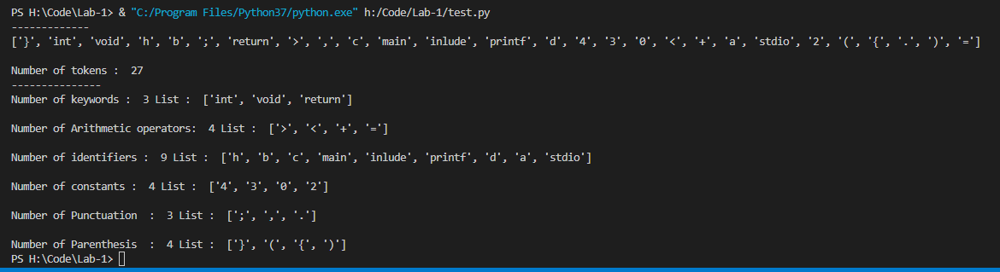 PS H:\Code\Lab-1> & "C:/Program Files/Python37/python.exe" h:/Code/Lab-1/test.py
-------------
['}', 'int', 'void', 'h', 'b', ';', 'return', '>', ',', 'c', 'main', 'inlude', 'printf', 'd', '4', '3', '0', '<', '+', 'a', 'stdio', '2', '(', '{', '.', ')', '=']
Number of tokens :  27
---------------
Number of keywords :  3 List :  ['int', 'void', 'return']
Number of Arithmetic operators:  4 List :  ['>', '<', '+', '=']
Number of identifiers :  9 List :  ['h', 'b', 'c', 'main', 'inlude', 'printf', 'd', 'a', 'stdio']
Number of constants :  4 List :  ['4', '3', '0', '2']
Number of Punctuation  :  3 List :  [';', ',', '.']
Number of Parenthesis  :  4 List :  ['}', '(', '{', ')']
PS H:\Code\Lab-1>